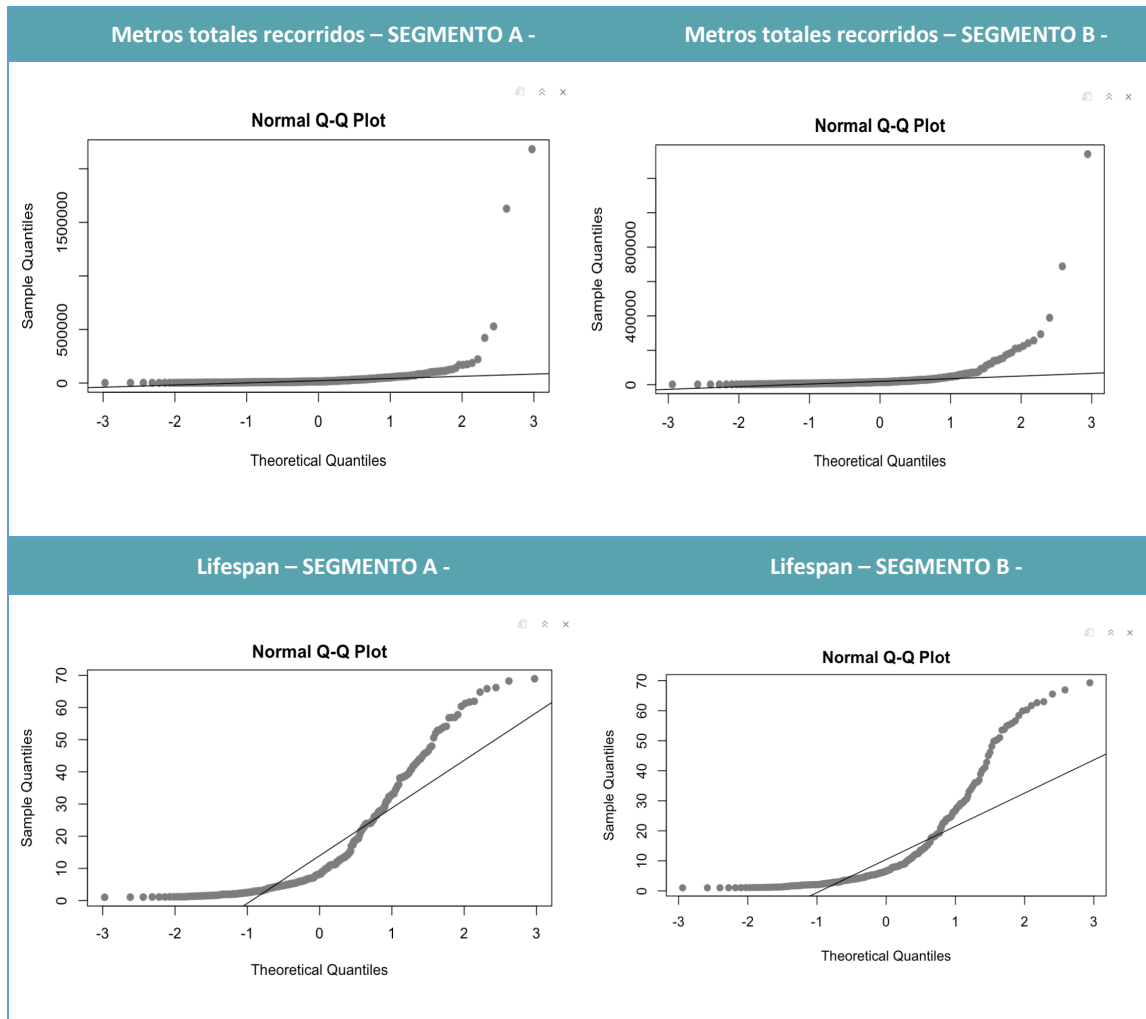 Metros totales recorridos – SEGMENTO A -
Metros totales recorridos – SEGMENTO B -
Normal Q-Q Plot
Sample Quantiles
1500000
500000
0
-3 -2 -1 0 1 2 3
Theoretical Quantiles
Normal Q-Q Plot
Sample Quantiles
800000
400000
0
-3 -2 -1 0 1 2 3
Theoretical Quantiles
Lifespan – SEGMENTO A -
Lifespan – SEGMENTO B -
Normal Q-Q Plot
Sample Quantiles
70
60
50
40
30
20
10
0
-3 -2 -1 0 1 2 3
Theoretical Quantiles
Normal Q-Q Plot
Sample Quantiles
70
60
50
40
30
20
10
0
-3 -2 -1 0 1 2 3
Theoretical Quantiles